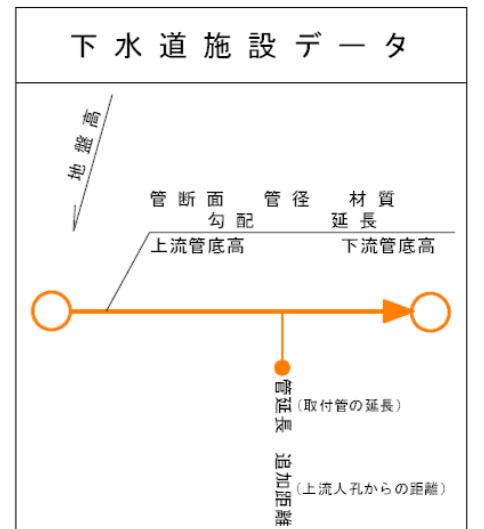 下水道施設データ
地盤高
管断面 管径 材質
勾配 延長
上流管底高 下流管底高
管延長 (取付管の延長)
追加距離 (上流人孔からの距離)